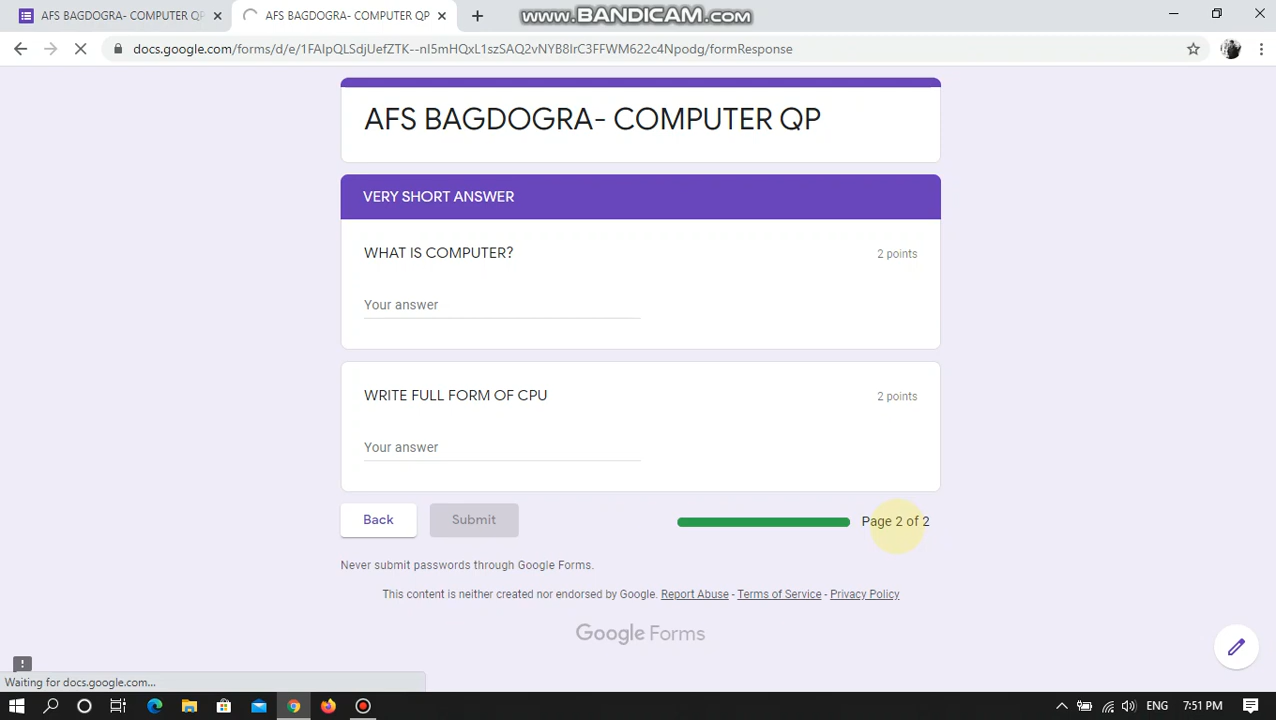 AFS BAGDOGRA- COMPUTER QP
AFS BAGDOGRA- COMPUTER QP
www.BANDICAM.com
docs.google.com/forms/d/e/1FAIpQLSdjUefZTK--nI5mHQxL1szSAQ2vNYB8IrC3FFWM622c4Npodg/formResponse
AFS BAGDOGRA- COMPUTER QP
VERY SHORT ANSWER
WHAT IS COMPUTER?
2 points
Your answer
WRITE FULL FORM OF CPU
2 points
Your answer
Back
Submit
Page 2 of 2
Never submit passwords through Google Forms.
This content is neither created nor endorsed by Google. Report Abuse - Terms of Service - Privacy Policy
Google Forms
Waiting for docs.google.com...
ENG
7:51 PM